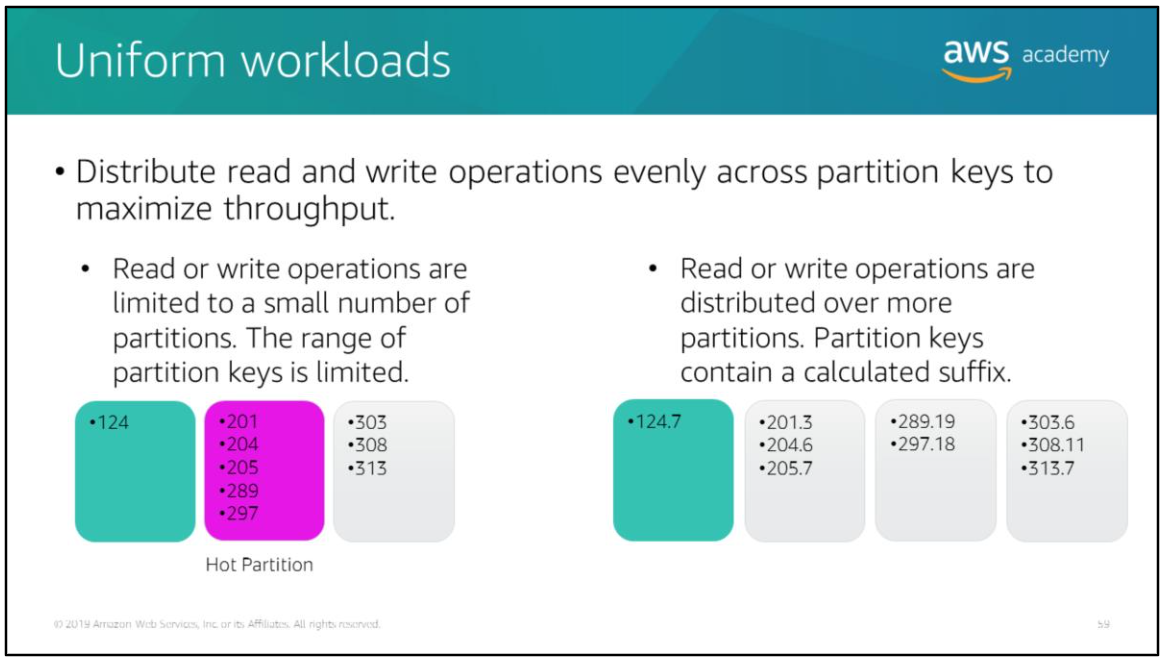 Uniform workloads
aws academy
• Distribute read and write operations evenly across partition keys to
maximize throughput.
• Read or write operations are
limited to a small number of
partitions. The range of
partition keys is limited.
•124
•201
•204
•205
•289
•297
•303
•308
•313
Hot Partition
• Read or write operations are
distributed over more
partitions. Partition keys
contain a calculated suffix.
•124.7
•201.3
•204.6
•205.7
•289.19
•297.18
•303.6
•308.11
•313.7
© 2019 Amazon Web Services, Inc. or its Affiliates. All rights reserved.
59